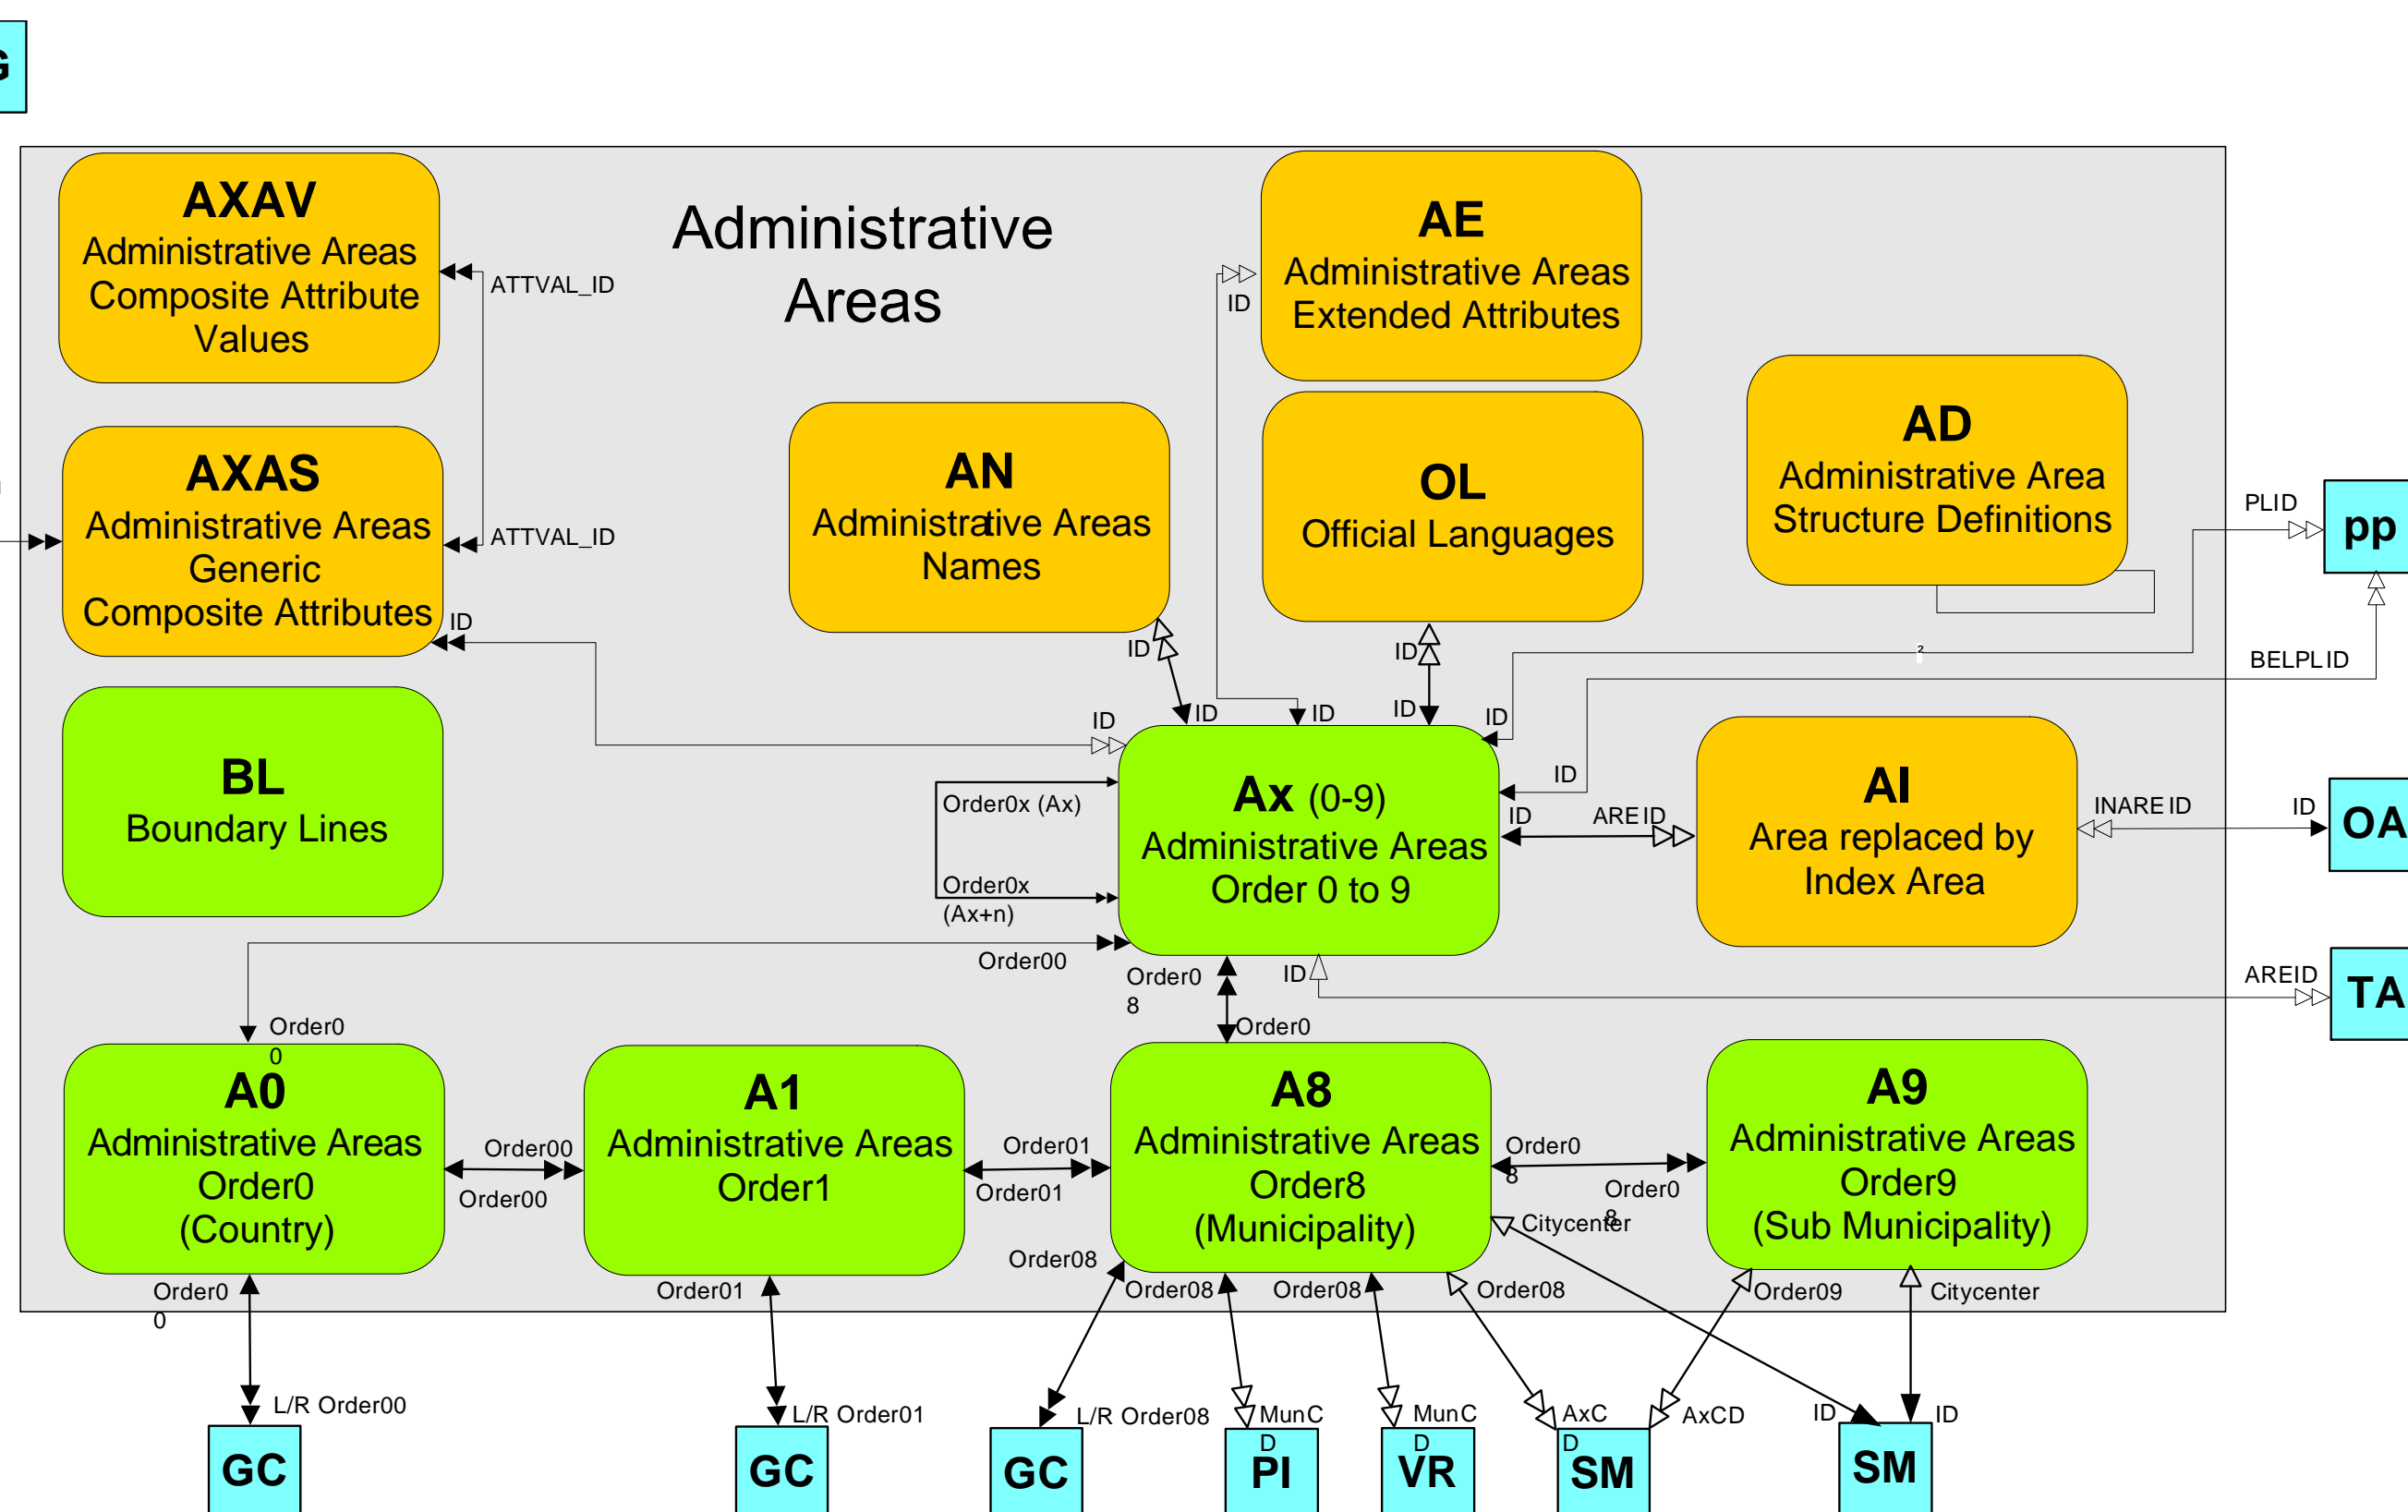 G
Administrative
Areas
AXAV
Administrative Areas
Composite Attribute
Values
ATTVAL_ID
AXAS
Administrative Areas
Generic
Composite Attributes
ATTVAL_ID
ID
AE
Administrative Areas
Extended Attributes
ID
AN
Administrative Areas
Names
ID
ID
OL
Official Languages
ID
ID
AD
Administrative Area
Structure Definitions
PLID
pp
2
BELPLID
BL
Boundary Lines
ID
ID
ID
ID
Ax (0-9)
Administrative Areas
Order 0 to 9
Order0x (Ax)
Order0x
(Ax+n)
ID
AREID
AI
Area replaced by
Index Area
INAREID
ID
OA
Order00
Order0
8
ID
AREID
TA
Order0
0
Order0
A0
Administrative Areas
Order0
(Country)
Order00
Order00
A1
Administrative Areas
Order1
Order01
Order01
A8
Administrative Areas
Order8
(Municipality)
Order0
8
Order0
8
Citycenter
A9
Administrative Areas
Order9
(Sub Municipality)
Order0
0
Order01
Order08
Order08
Order08
Order08
Order09
Citycenter
L/R Order00
L/R Order01
L/R Order08
MunC
D
MunC
D
AxC
D
AxCD
ID
ID
GC
GC
GC
PI
VR
SM
SM